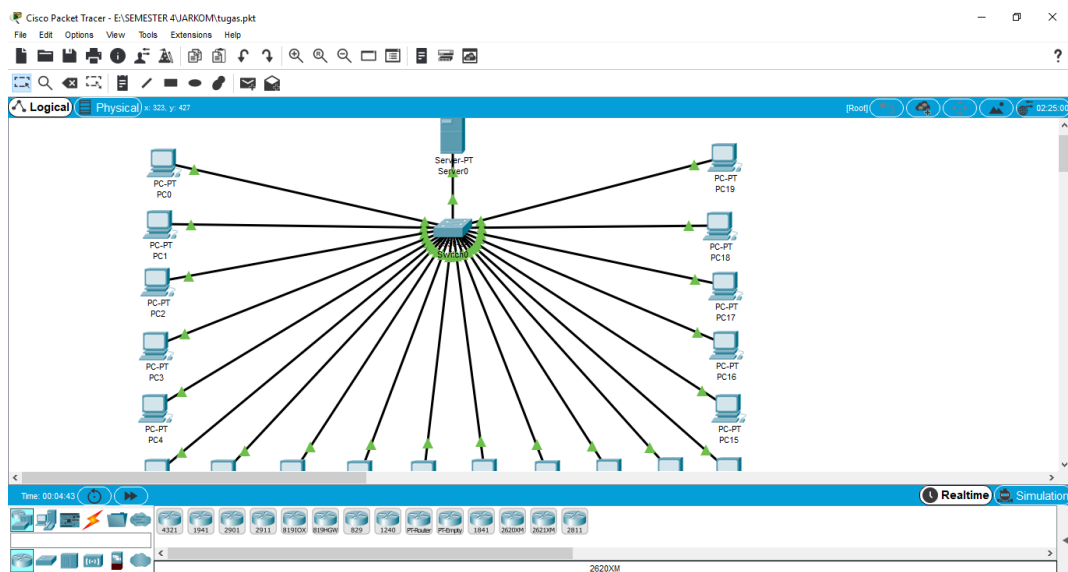 Cisco Packet Tracer - E:\SEMESTER 4\JARKOM\tugas.pkt
File Edit Options View Tools Extensions Help
?
Logical Physical x: 323, y: 427 [Root] 02:25:00
Server-PT
Server0
PC-PT
PC0
PC-PT
PC19
PC-PT
PC1
PC-PT
PC18
Switch0
PC-PT
PC2
PC-PT
PC17
PC-PT
PC3
PC-PT
PC16
PC-PT
PC4
PC-PT
PC15
Time: 00:04:43 Realtime Simulation
4321 1941 2901 2911 819IOX 819HGW 829 1240 PT-Router PT-Empty 1841 2620XM 2621XM 2811
2620XM